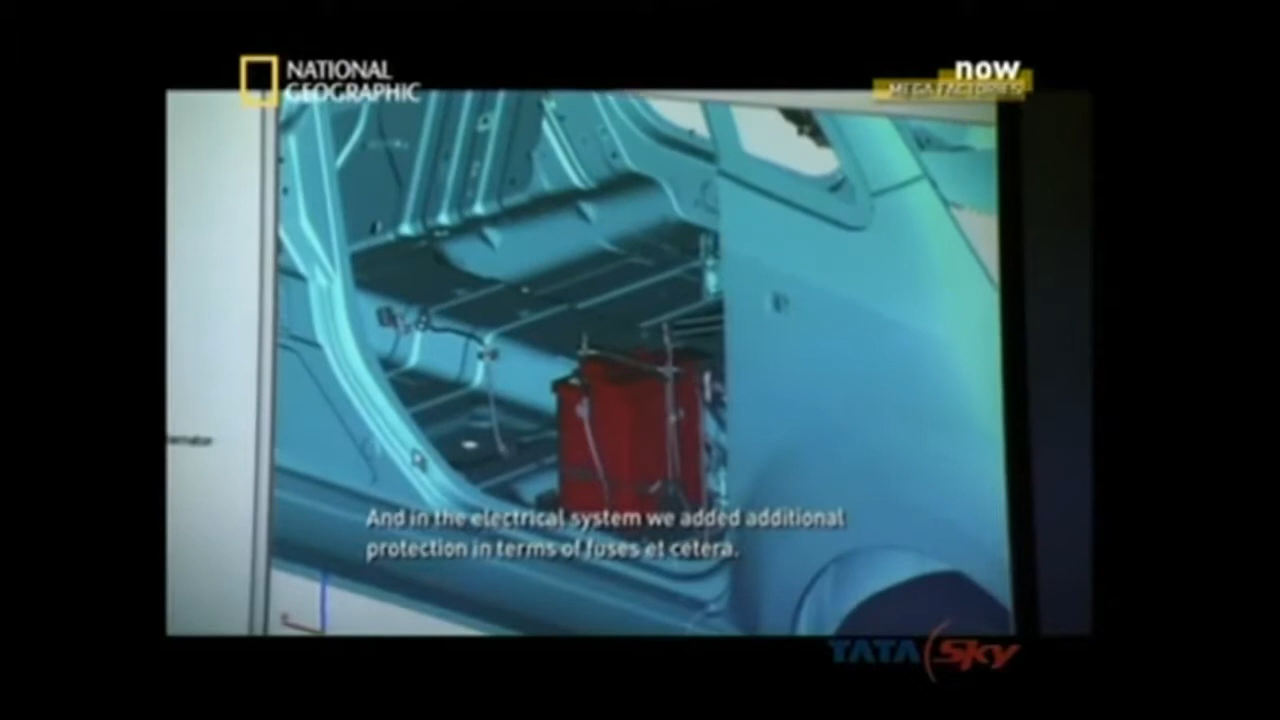 NATIONAL
GEOGRAPHIC
now
MEGAFACTORIES
And in the electrical system we added additional
protection in terms of fuses et cetera.
TATA Sky